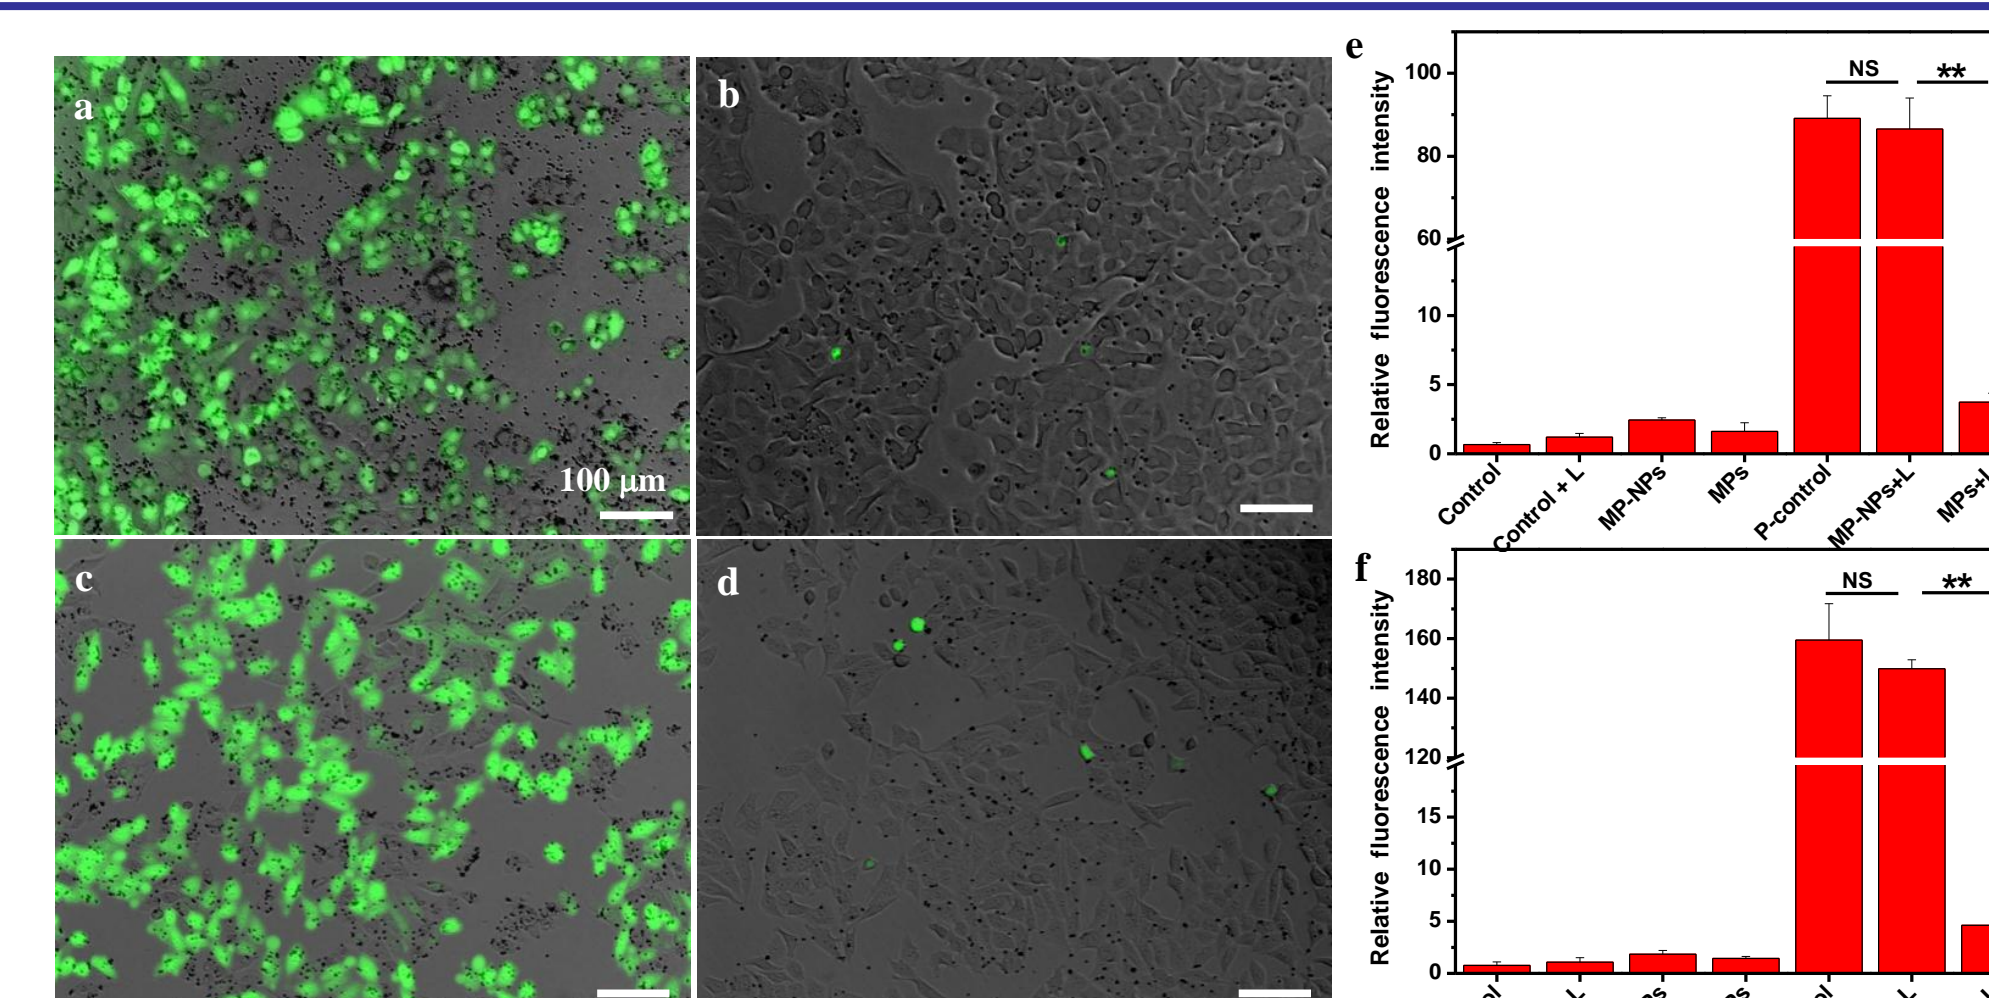 a
100 μm
b
c
d
e
Relative fluorescence intensity
100
80
60
10
5
0
NS
**
Control
Control + L
MP-NPs
MPs
P-control
MP-NPs+L
MPs+L
f
Relative fluorescence intensity
180
160
140
120
15
10
5
0
NS
**